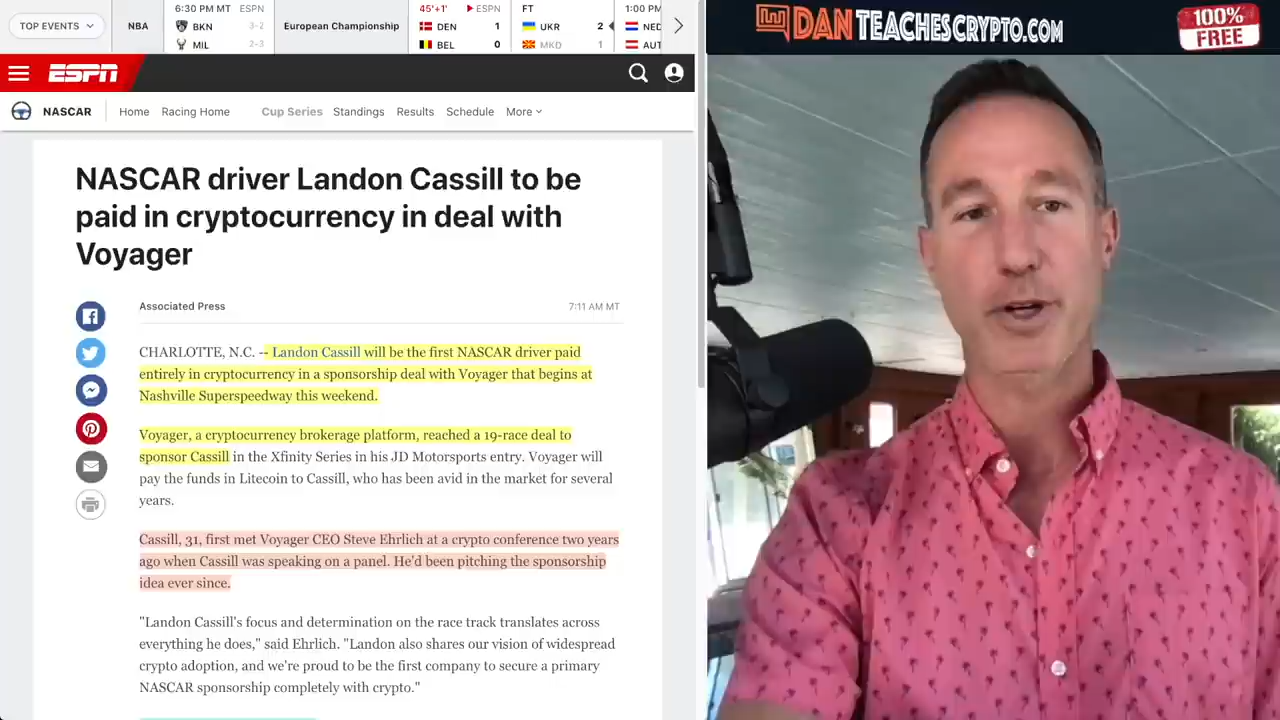 TOP EVENTS
NBA
6:30 PM MT ESPN
BKN 3-2
MIL 2-3
European Championship
45'+1' ESPN
DEN 1
BEL 0
FT
UKR 2
MKD 1
1:00 PM
NED
AUT
ESPN
NASCAR Home Racing Home Cup Series Standings Results Schedule More
NASCAR driver Landon Cassill to be
paid in cryptocurrency in deal with
Voyager
Associated Press 7:11 AM MT
CHARLOTTE, N.C. -- Landon Cassill will be the first NASCAR driver paid
entirely in cryptocurrency in a sponsorship deal with Voyager that begins at
Nashville Superspeedway this weekend.
Voyager, a cryptocurrency brokerage platform, reached a 19-race deal to
sponsor Cassill in the Xfinity Series in his JD Motorsports entry. Voyager will
pay the funds in Litecoin to Cassill, who has been avid in the market for several
years.
Cassill, 31, first met Voyager CEO Steve Ehrlich at a crypto conference two years
ago when Cassill was speaking on a panel. He'd been pitching the sponsorship
idea ever since.
"Landon Cassill's focus and determination on the race track translates across
everything he does," said Ehrlich. "Landon also shares our vision of widespread
crypto adoption, and we're proud to be the first company to secure a primary
NASCAR sponsorship completely with crypto."
DANTEACHESCRYPTO.COM
100%
FREE